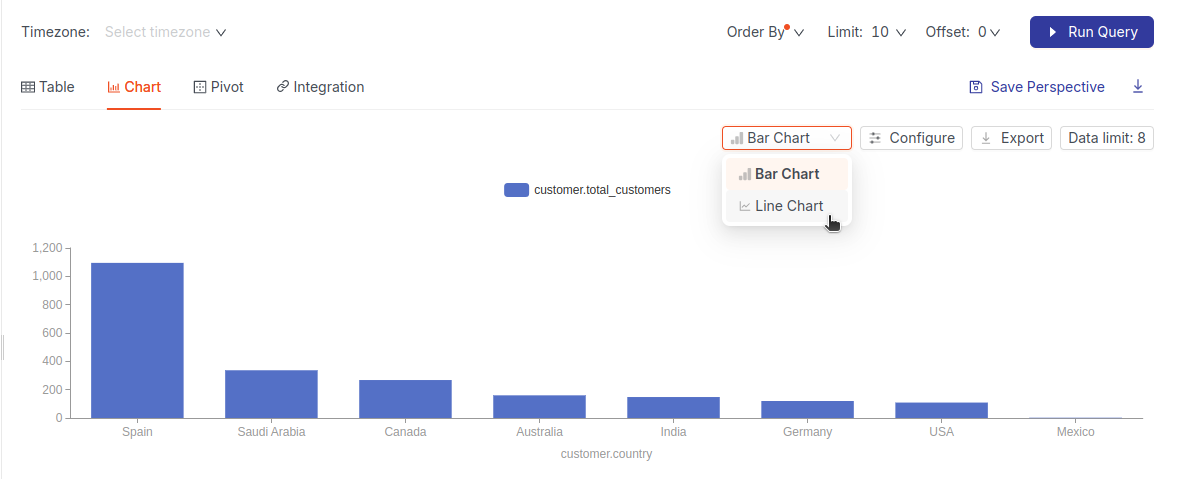 Timezone: Select timezone Order By Limit: 10 Offset: 0 Run Query
Table Chart Pivot Integration Save Perspective
Bar Chart Configure Export Data limit: 8
Bar Chart
Line Chart
customer.total_customers
1,200
1,000
800
600
400
200
0
Spain Saudi Arabia Canada Australia India Germany USA Mexico
customer.country